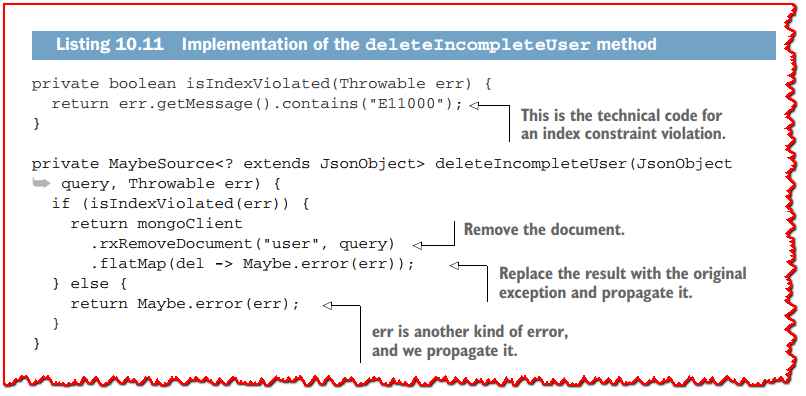 Listing 10.11 Implementation of the deleteIncompleteUser method
private boolean isIndexViolated(Throwable err) {
return err.getMessage().contains("E11000");
This is the technical code for
an index constraint violation.
}
private MaybeSource<? extends JsonObject> deleteIncompleteUser(JsonObject
➥ query, Throwable err) {
if (isIndexViolated(err)) {
return mongoClient
.rxRemoveDocument("user", query)
Remove the document.
.flatMap(del -> Maybe.error(err));
Replace the result with the original
exception and propagate it.
} else {
return Maybe.error(err);
err is another kind of error,
and we propagate it.
}
}